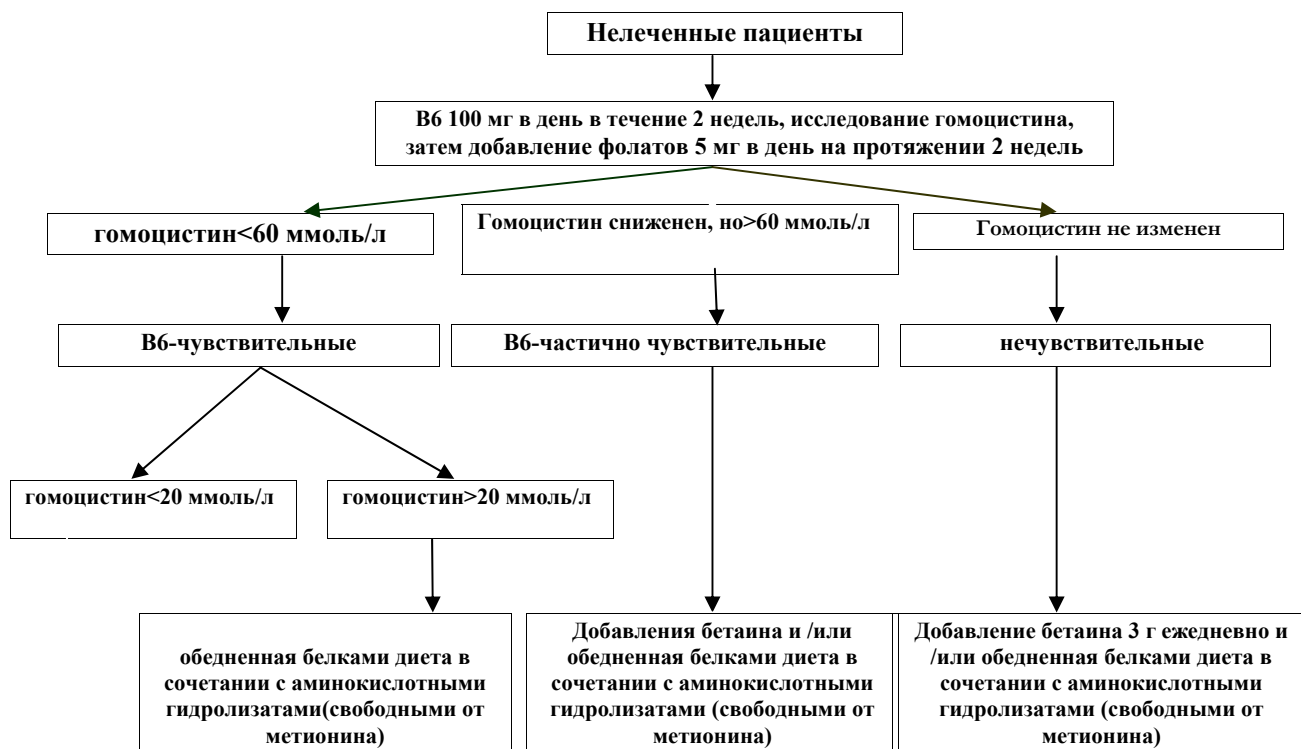 Нелеченные пациенты
В6 100 мг в день в течение 2 недель, исследование гомоцистина,
затем добавление фолатов 5 мг в день на протяжении 2 недель
гомоцистин<60 ммоль/л
Гомоцистин снижен, но>60 ммоль/л
Гомоцистин не изменен
В6-чувствительные
В6-частично чувствительные
нечувствительные
гомоцистин<20 ммоль/л
гомоцистин>20 ммоль/л
обедненная белками диета в
сочетании с аминокислотными
гидролизатами(свободными от
метионина)
Добавления бетаина и /или
обедненная белками диета в
сочетании с аминокислотными
гидролизатами (свободными от
метионина)
Добавление бетаина 3 г ежедневно и
/или обедненная белками диета в
сочетании с аминокислотными
гидролизатами (свободными от
метионина)